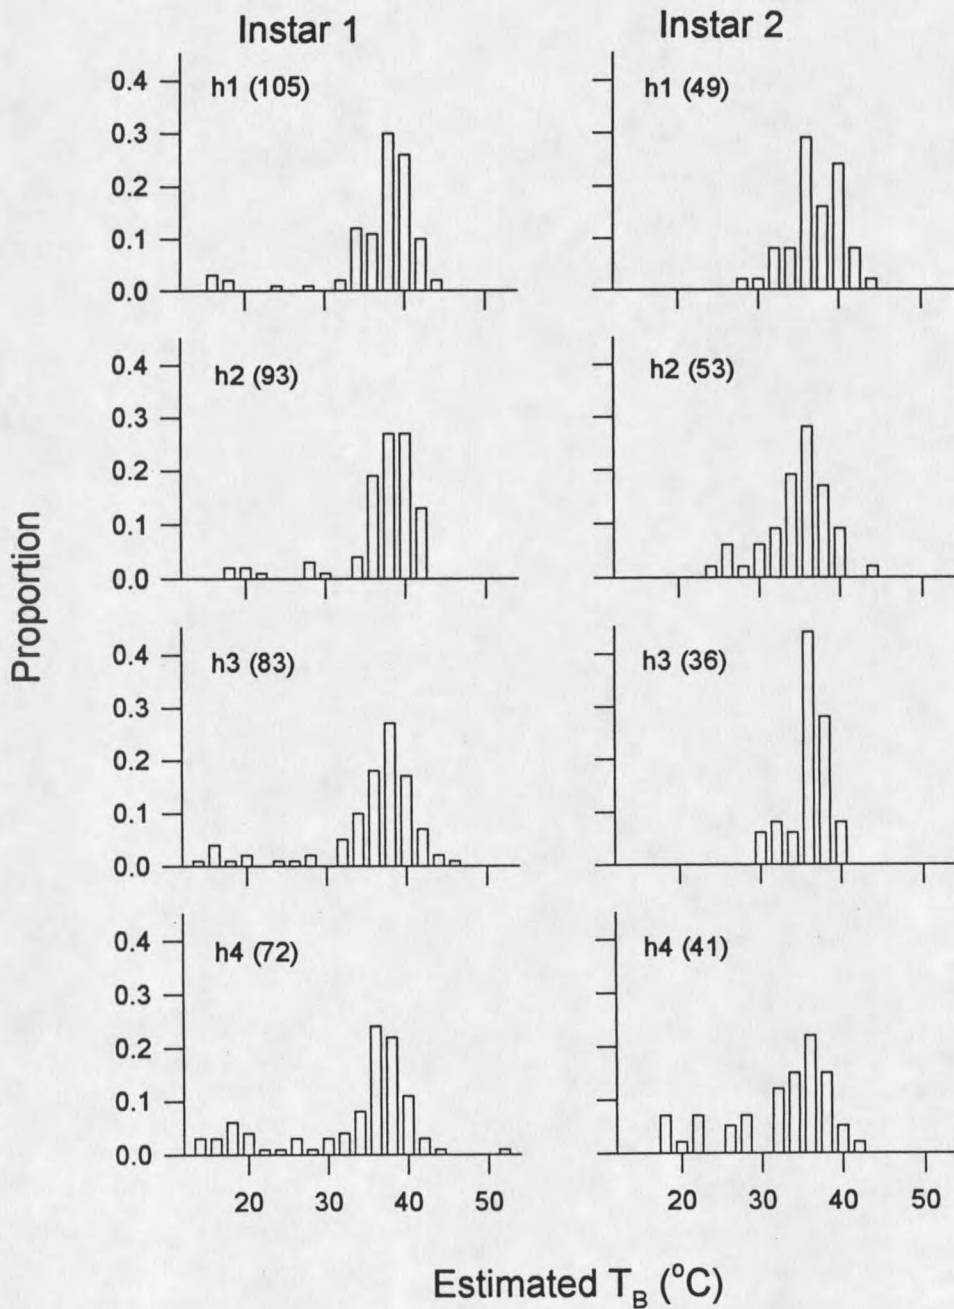 Instar 1
Instar 2
0.4
h1 (105)
h1 (49)
0.3
0.2
0.1
0.0
0.4
h2 (93)
h2 (53)
0.3
0.2
0.1
0.0
Proportion
0.4
h3 (83)
h3 (36)
0.3
0.2
0.1
0.0
0.4
h4 (72)
h4 (41)
0.3
0.2
0.1
0.0
20 30 40 50
20 30 40 50
Estimated T_B (°C)